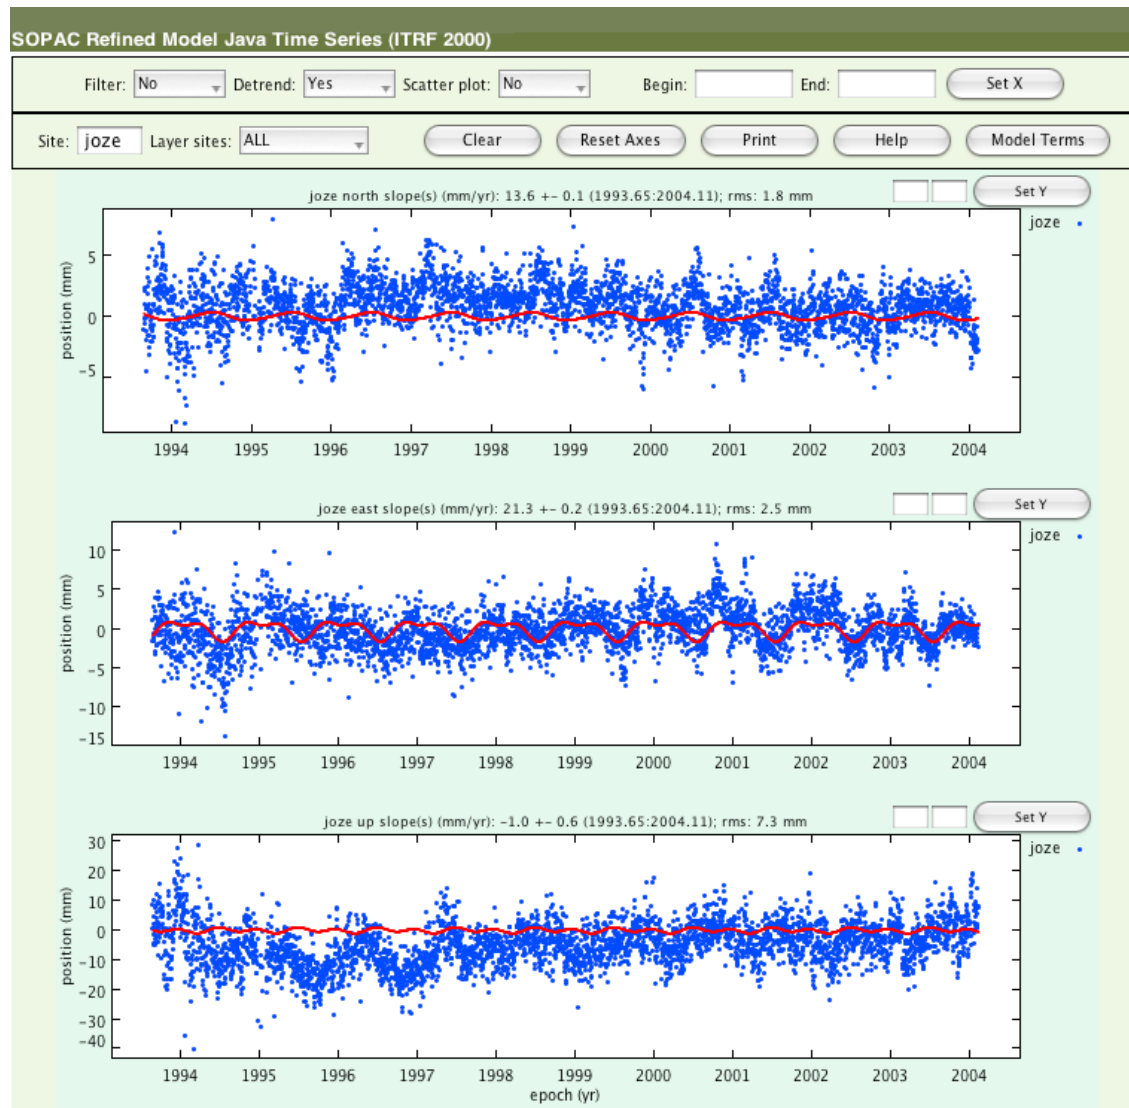 SOPAC Refined Model Java Time Series (ITRF 2000)
Filter: No Detrend: Yes Scatter plot: No Begin: End: Set X
Site: joze Layer sites: ALL Clear Reset Axes Print Help Model Terms
joze north slope(s) (mm/yr): 13.6 +- 0.1 (1993.65:2004.11); rms: 1.8 mm Set Y
joze
5
0
-5
position (mm)
1994 1995 1996 1997 1998 1999 2000 2001 2002 2003 2004
joze east slope(s) (mm/yr): 21.3 +- 0.2 (1993.65:2004.11); rms: 2.5 mm Set Y
joze
10
5
0
-5
-10
-15
position (mm)
1994 1995 1996 1997 1998 1999 2000 2001 2002 2003 2004
joze up slope(s) (mm/yr): -1.0 +- 0.6 (1993.65:2004.11); rms: 7.3 mm Set Y
joze
30
20
10
0
-10
-20
-30
-40
position (mm)
1994 1995 1996 1997 1998 1999 2000 2001 2002 2003 2004
epoch (yr)